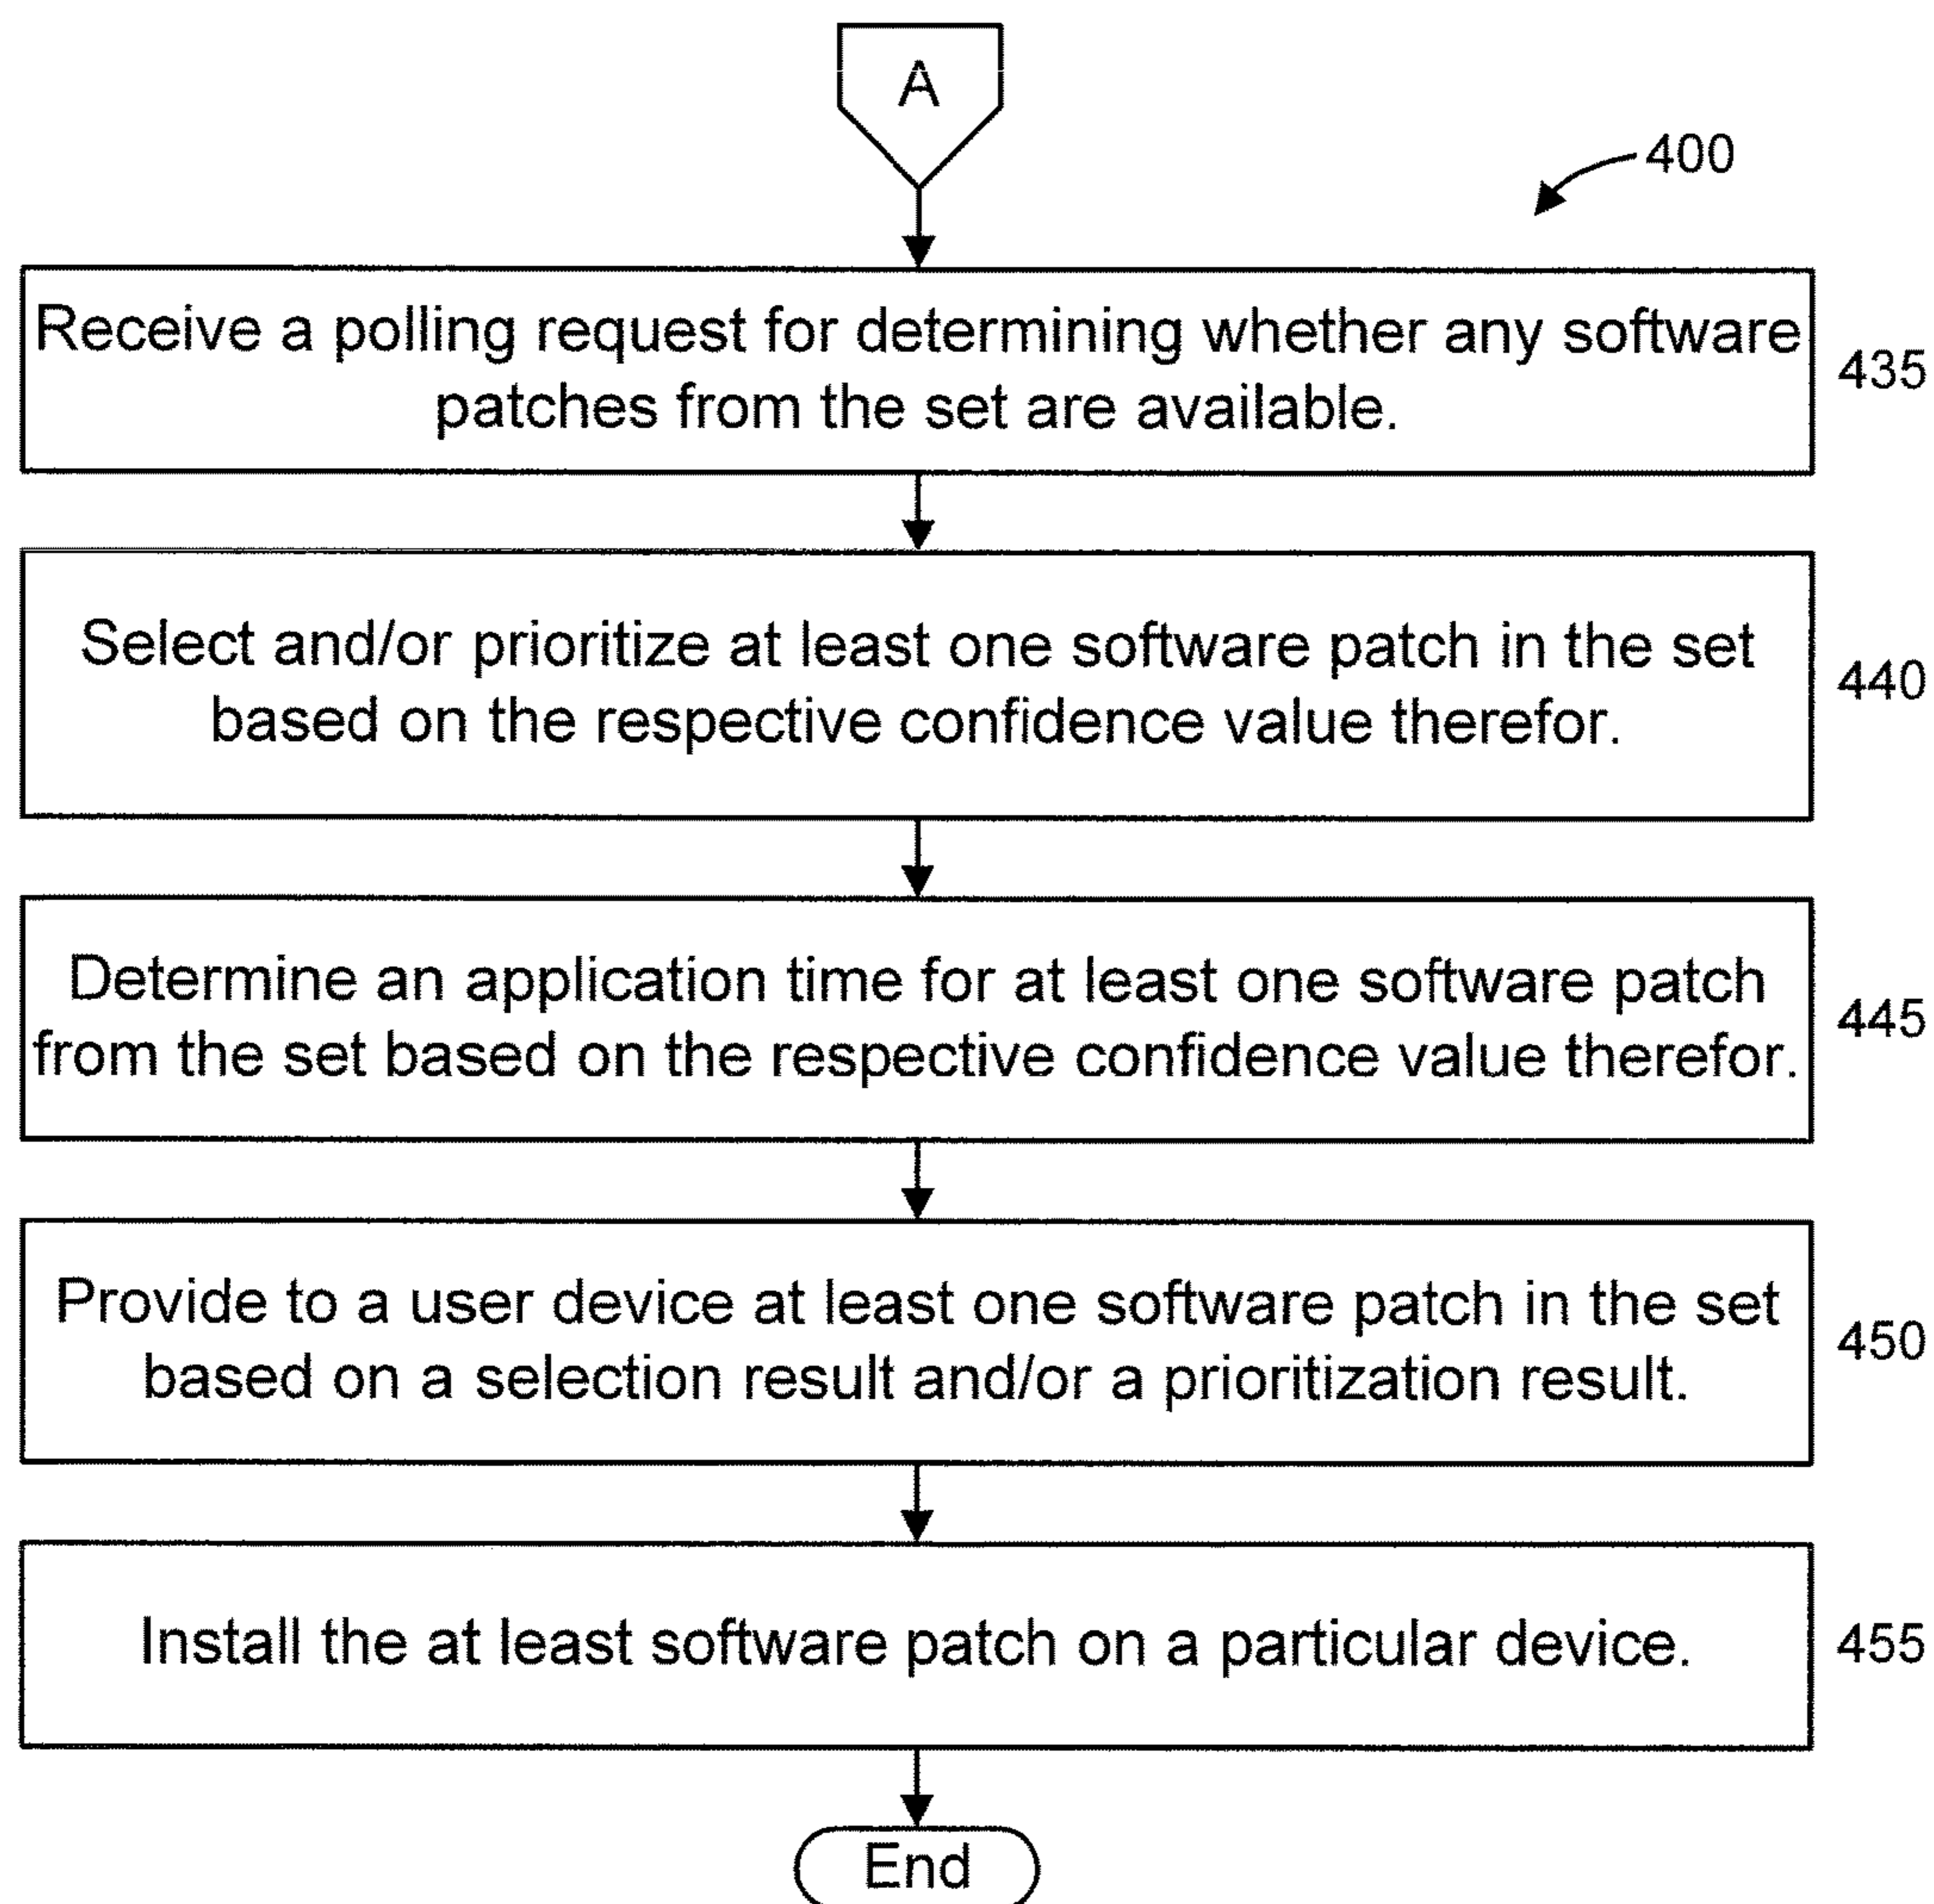 A
400
Receive a polling request for determining whether any software
patches from the set are available.
435
Select and/or prioritize at least one software patch in the set
based on the respective confidence value therefor.
440
Determine an application time for at least one software patch
from the set based on the respective confidence value therefor.
445
Provide to a user device at least one software patch in the set
based on a selection result and/or a prioritization result.
450
Install the at least software patch on a particular device.
455
End